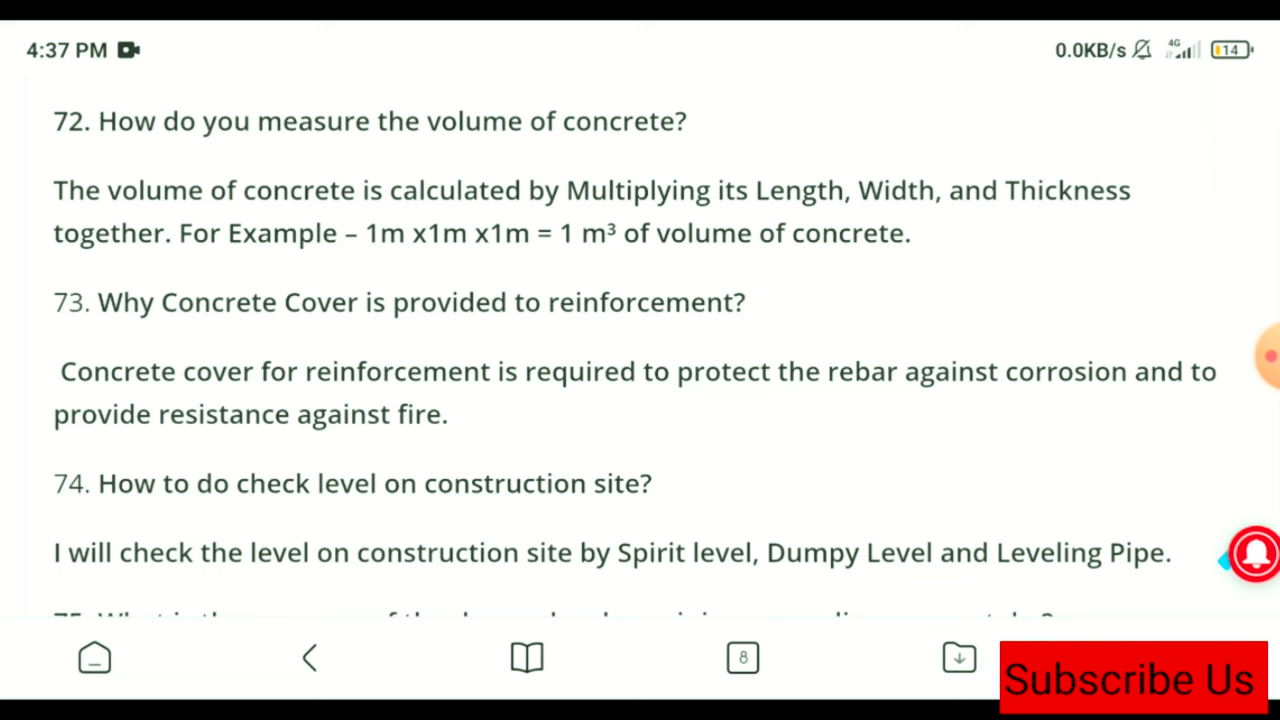 4:37 PM
0.0KB/s 4G 14
72. How do you measure the volume of concrete?
The volume of concrete is calculated by Multiplying its Length, Width, and Thickness
together. For Example – 1m x1m x1m = 1 m³ of volume of concrete.
73. Why Concrete Cover is provided to reinforcement?
Concrete cover for reinforcement is required to protect the rebar against corrosion and to
provide resistance against fire.
74. How to do check level on construction site?
I will check the level on construction site by Spirit level, Dumpy Level and Leveling Pipe.
8
Subscribe Us